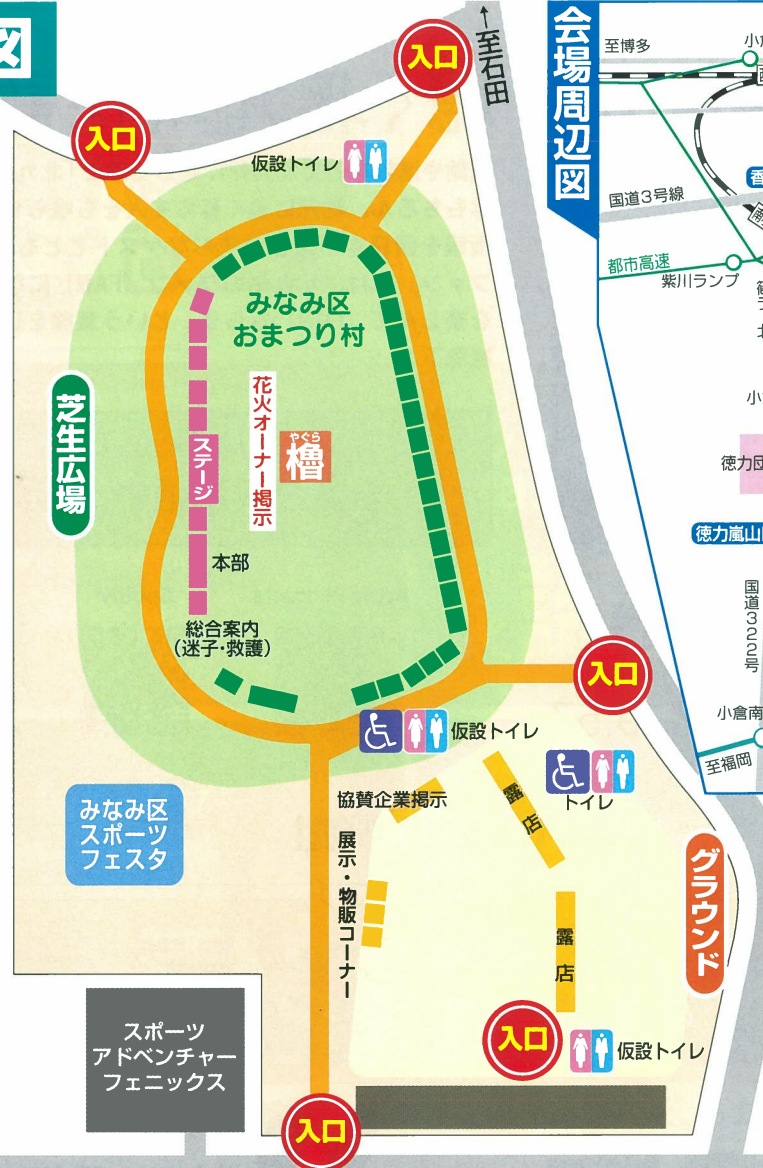 図
入口
入口
↑至石田
仮設トイレ
みなみ区
おまつり村
芝生広場
ステージ
花火オーナー掲示
やぐら
櫓
本部
総合案内
(迷子・救護)
入口
仮設トイレ
トイレ
協賛企業掲示
露店
露店
展示・物販コーナー
みなみ区
スポーツ
フェスタ
グラウンド
スポーツ
アドベンチャー
フェニックス
入口
仮設トイレ
入口
会場周辺図
至博多
国道3号線
都市高速
紫川ランプ
徳力団
徳力嵐山
国道322号
小倉南
至福岡